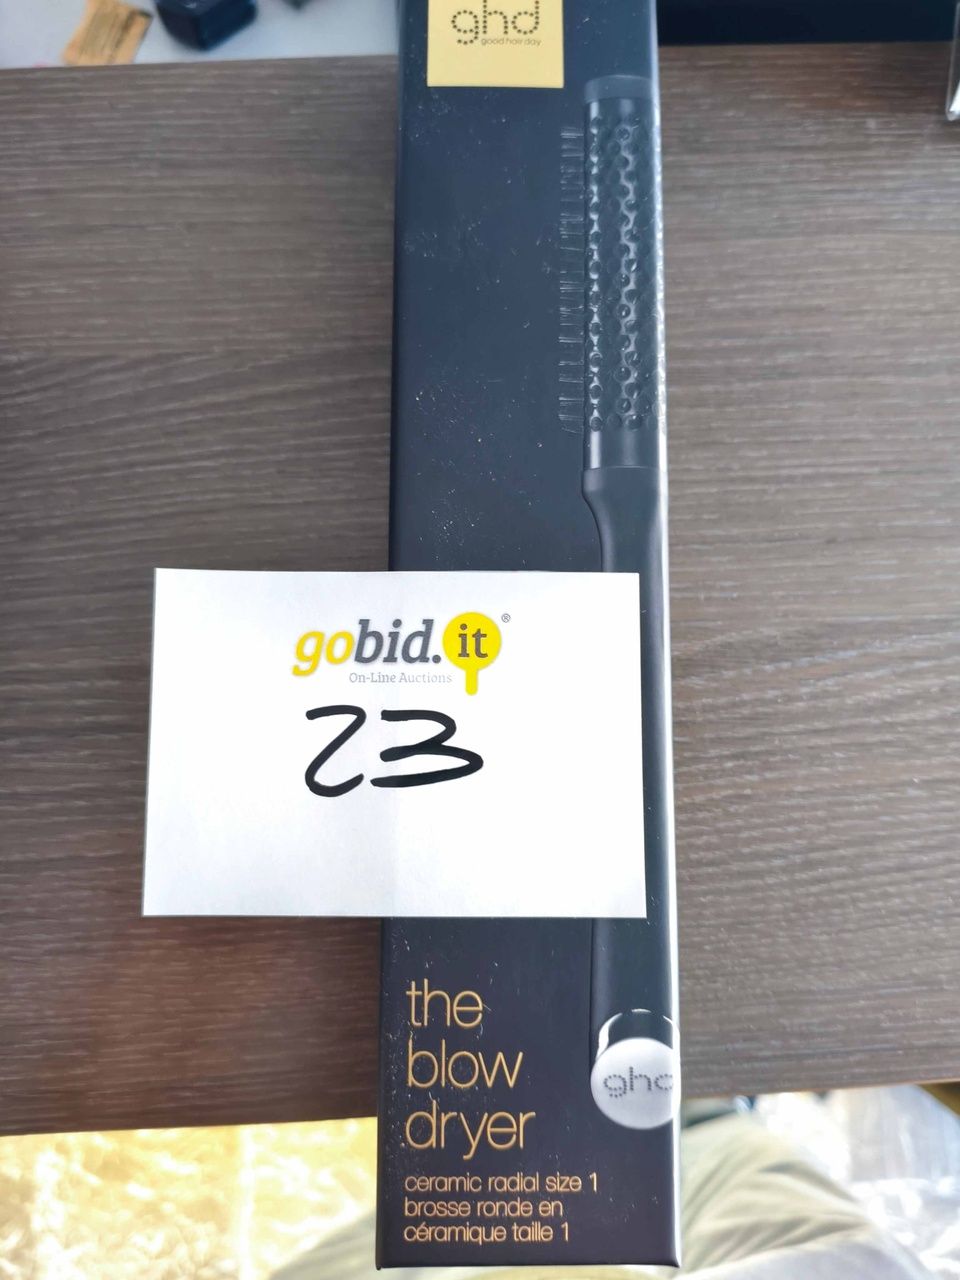 ghd
good hair day
gobid.it®
On-Line Auctions
23
the
blow
dryer
ghd
ceramic radial size 1
brosse ronde en
céramique taille 1